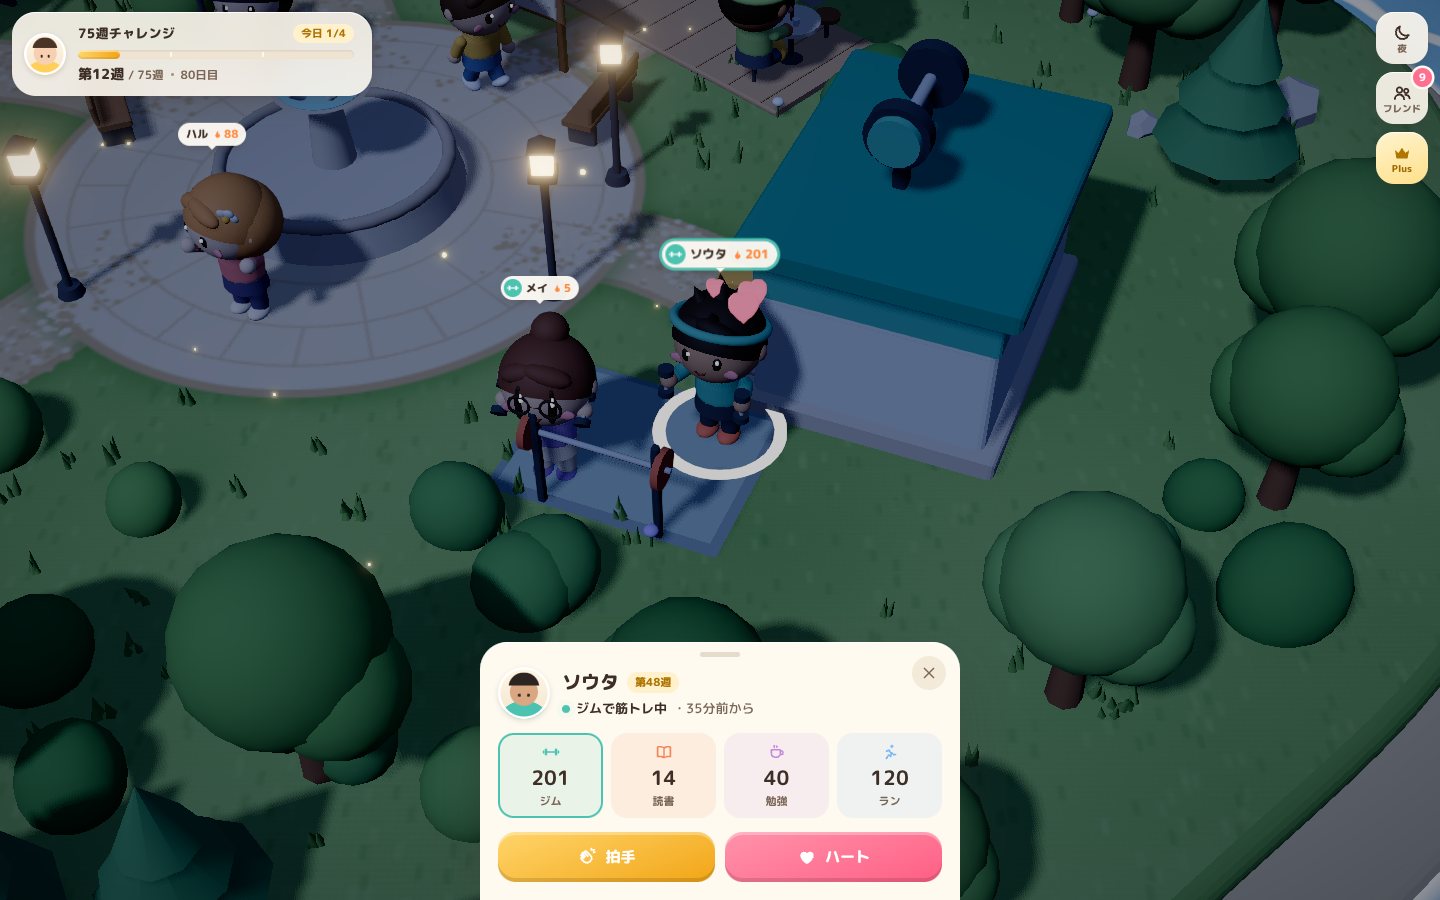 75週チャレンジ
今日 1/4
第12週 / 75週 ・ 80日目
夜
9
フレンド
Plus
ハル 88
メイ 5
ソウタ 201
ソウタ 第48週
ジムで筋トレ中 ・35分前から
201
ジム
14
読書
40
勉強
120
ラン
拍手
ハート